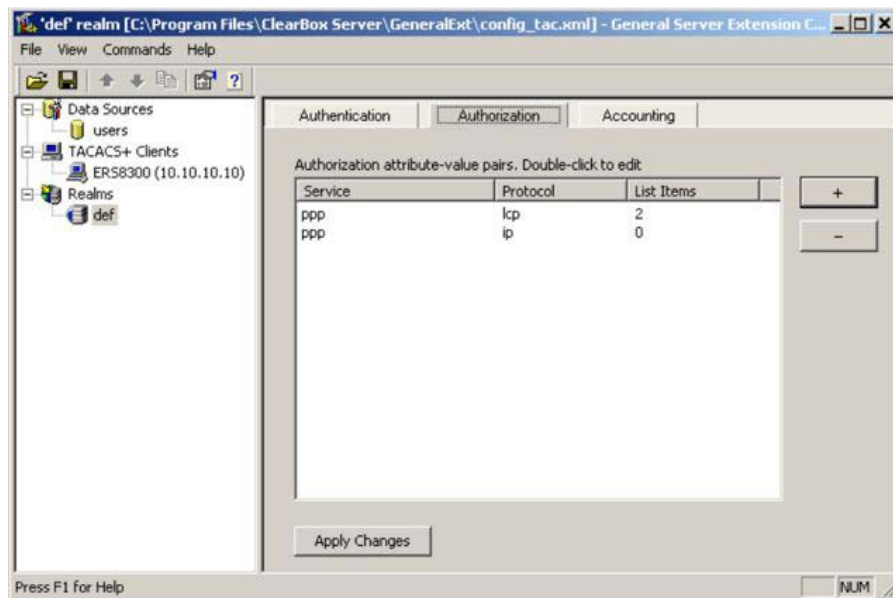 'def' realm [C:\Program Files\ClearBox Server\GeneralExt\config_tac.xml] - General Server Extension C...
File View Commands Help
Data Sources
users
TACACS+ Clients
ERS8300 (10.10.10.10)
Realms
def
Authentication Authorization Accounting
Authorization attribute-value pairs. Double-click to edit
Service Protocol List Items
ppp lcp 2
ppp ip 0
+
-
Apply Changes
Press F1 for Help NUM